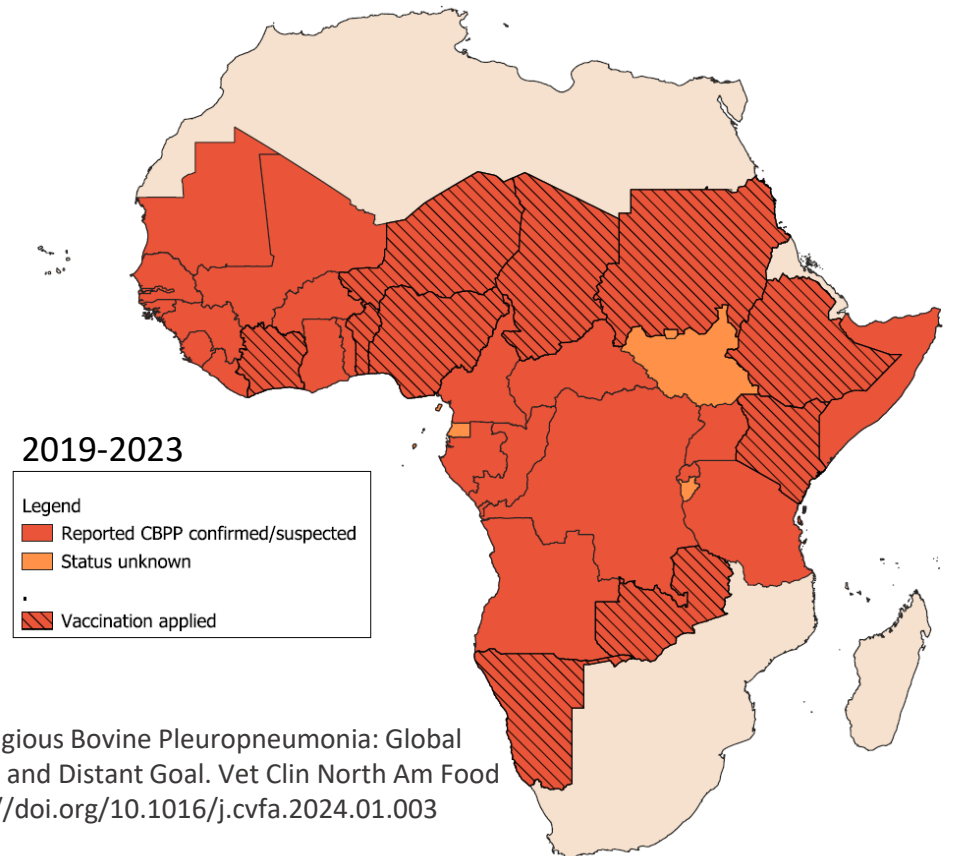 2019-2023
Legend
Reported CBPP confirmed/suspected
Status unknown
.
Vaccination applied
gious Bovine Pleuropneumonia: Global
and Distant Goal. Vet Clin North Am Food
//doi.org/10.1016/j.cvfa.2024.01.003